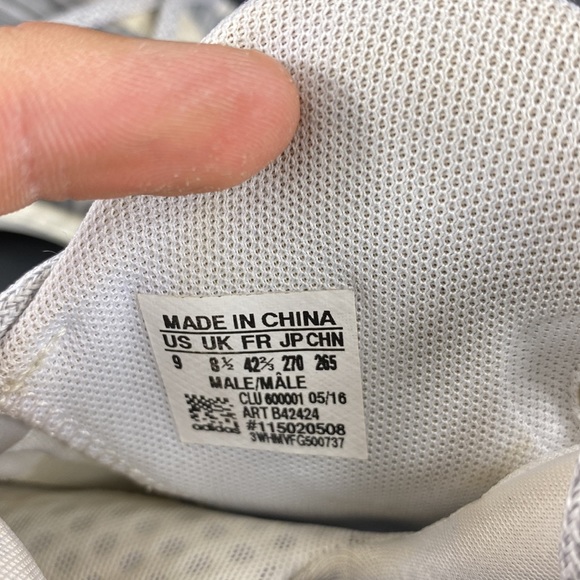 MADE IN CHINA
US UK FR JP CHN
9 8½ 42⅔ 270 265
MALE/MÂLE
CLU 600001 05/16
ART B42424
adidas #115020508
3WHMYFG500737